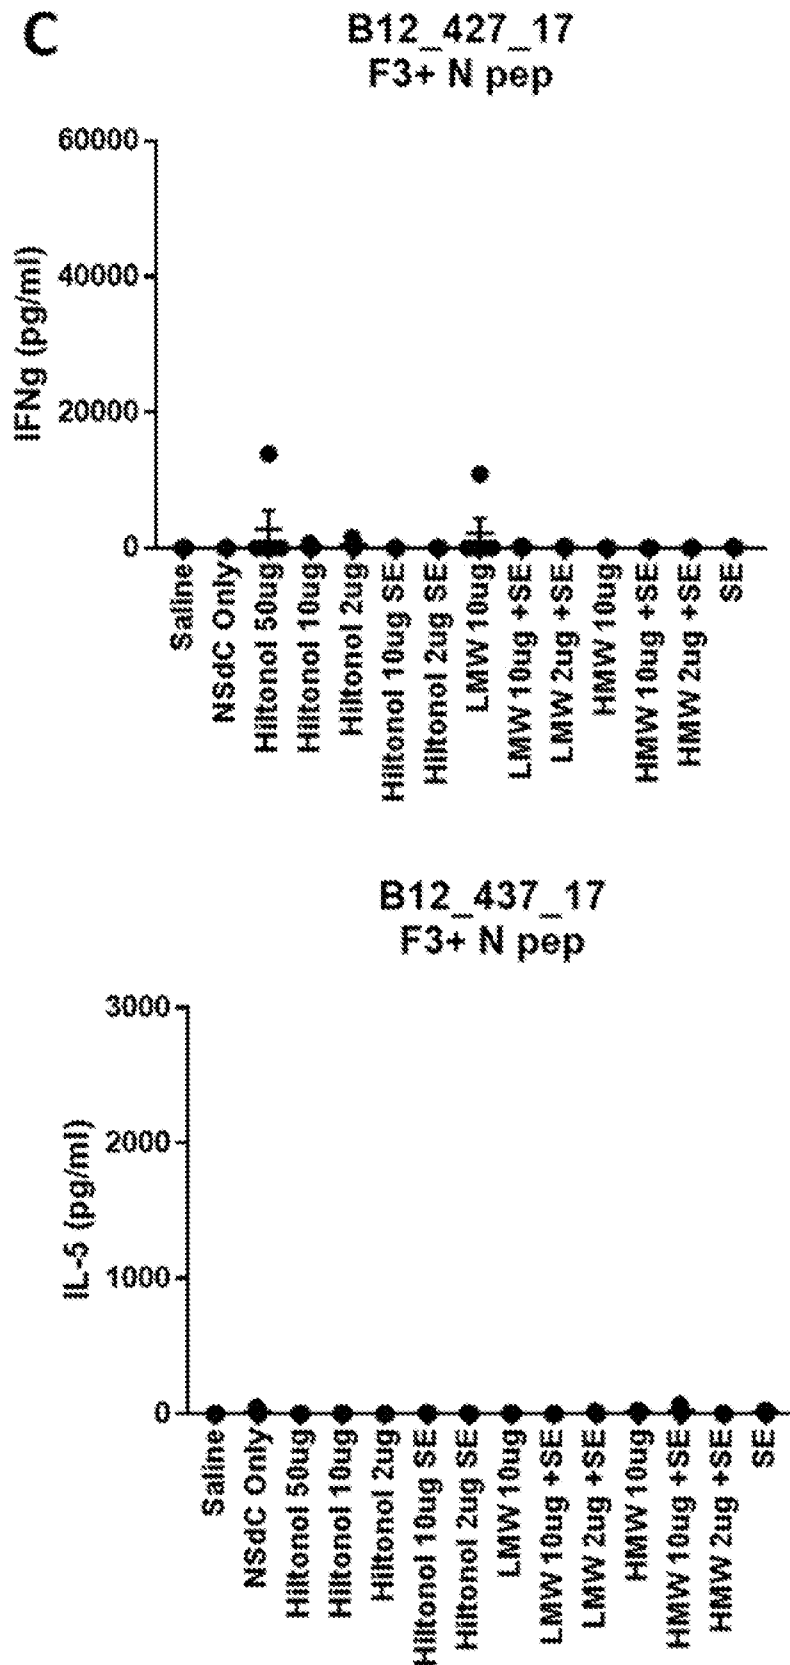 C
B12_427_17
F3+ N pep
60000
40000
20000
0
IFNg (pg/ml)
Saline
NSdC Only
Hiltonol 50ug
Hiltonol 10ug
Hiltonol 2ug
Hiltonol 10ug SE
Hiltonol 2ug SE
LMW 10ug
LMW 10ug +SE
LMW 2ug +SE
HMW 10ug
HMW 10ug +SE
HMW 2ug +SE
SE
B12_437_17
F3+ N pep
3000
2000
1000
0
IL-5 (pg/ml)
Saline
NSdC Only
Hiltonol 50ug
Hiltonol 10ug
Hiltonol 2ug
Hiltonol 10ug SE
Hiltonol 2ug SE
LMW 10ug
LMW 10ug +SE
LMW 2ug +SE
HMW 10ug
HMW 10ug +SE
HMW 2ug +SE
SE